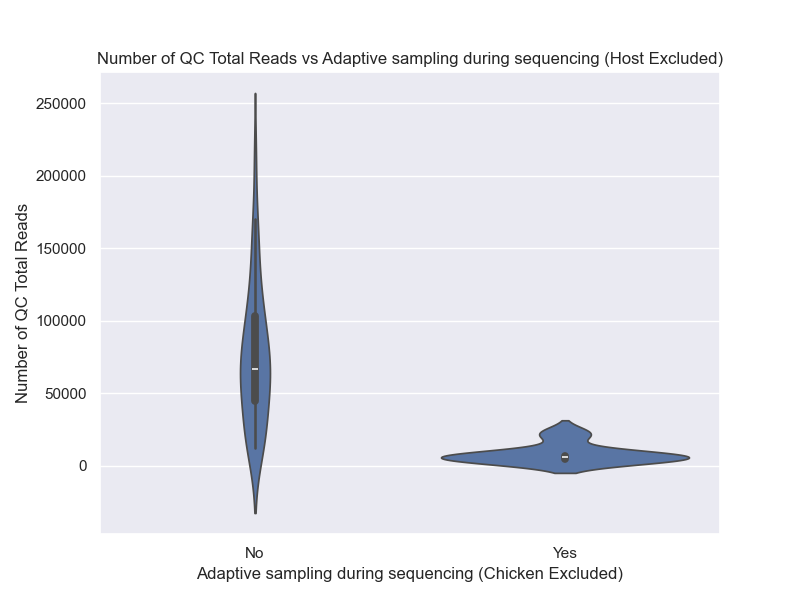 Number of QC Total Reads vs Adaptive sampling during sequencing (Host Excluded)
250000
200000
150000
100000
50000
0
Number of QC Total Reads
No
Yes
Adaptive sampling during sequencing (Chicken Excluded)